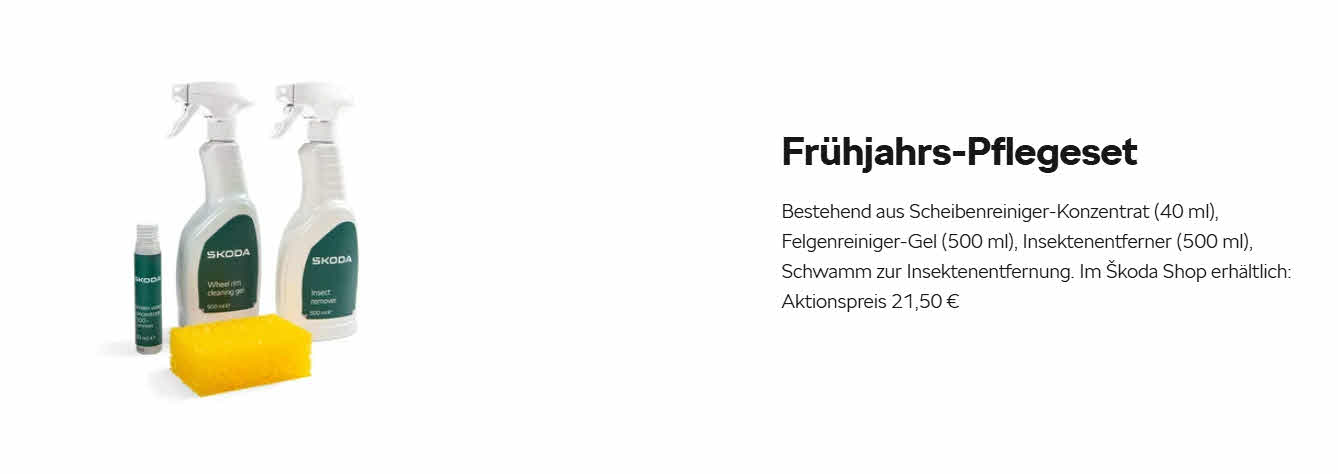 Frühjahrs-Pflegeset
Bestehend aus Scheibenreiniger-Konzentrat (40 ml),
Felgenreiniger-Gel (500 ml), Insektenentferner (500 ml),
Schwamm zur Insektenentfernung. Im Škoda Shop erhältlich:
Aktionspreis 21,50 €
SKODA
Wheel rim
cleaning gel
500 ml e
SKODA
Insect
remover
500 ml e
SKODA